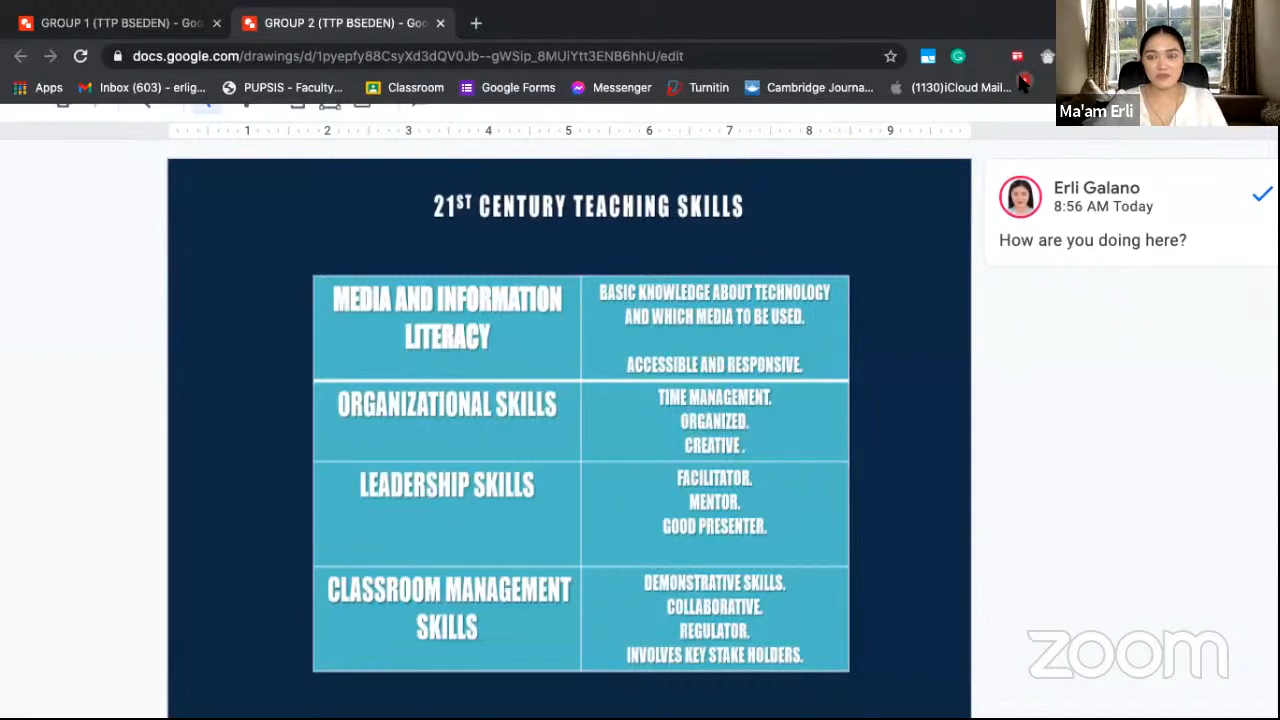 GROUP 1 (TTP BSEDEN) - Goo
GROUP 2 (TTP BSEDEN) - Goo
docs.google.com/drawings/d/1pyepfy88CsyXd3dQV0Jb--gWSip_8MUiYtt3ENB6hhU/edit
Apps
Inbox (603) - erlig...
PUPSIS - Faculty...
Classroom
Google Forms
Messenger
Turnitin
Cambridge Journa...
(1130)iCloud Mail...
Ma'am Erli
1 2 3 4 5 6 7 8 9
21ST CENTURY TEACHING SKILLS
MEDIA AND INFORMATION
LITERACY
BASIC KNOWLEDGE ABOUT TECHNOLOGY
AND WHICH MEDIA TO BE USED.
ACCESSIBLE AND RESPONSIVE.
ORGANIZATIONAL SKILLS
TIME MANAGEMENT.
ORGANIZED.
CREATIVE .
LEADERSHIP SKILLS
FACILITATOR.
MENTOR.
GOOD PRESENTER.
CLASSROOM MANAGEMENT
SKILLS
DEMONSTRATIVE SKILLS.
COLLABORATIVE.
REGULATOR.
INVOLVES KEY STAKE HOLDERS.
Erli Galano
8:56 AM Today
How are you doing here?
zoom